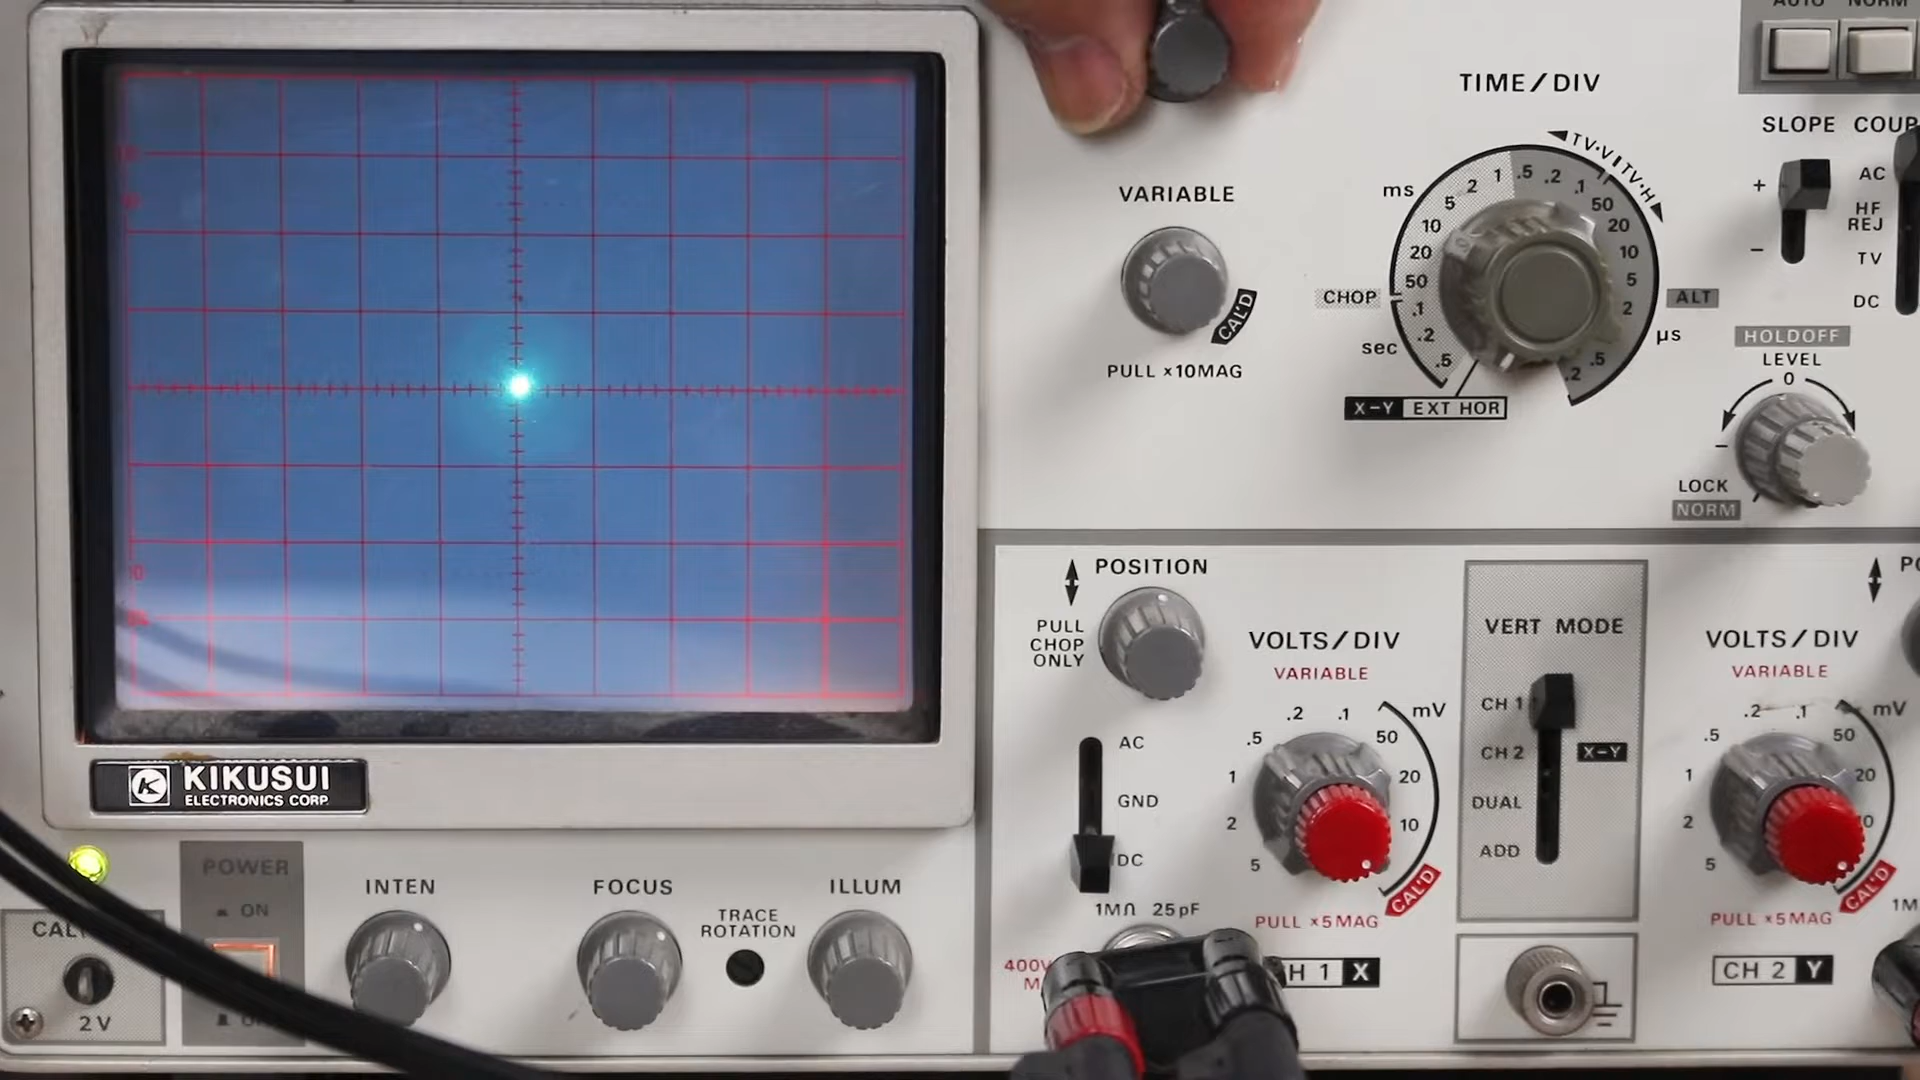 AUTO NORM
TIME/DIV
SLOPE COUP
TV·V TV·H
ms
.5 .2 .1 50 20 10 5 2 .5 .2
1 2 5 10 20 50 .1 .2 .5
μs
sec
CHOP
ALT
X-Y EXT HOR
VARIABLE
CAL'D
PULL ×10MAG
+
−
AC
HF
REJ
TV
DC
HOLDOFF
LEVEL
0
−
LOCK
NORM
10
POSITION
PULL
CHOP
ONLY
AC
GND
DC
VOLTS/DIV
VARIABLE
mV
5 2 1 .5 .2 .1 50 20 10
CAL'D
PULL ×5MAG
1MΩ 25pF
400V
H 1 X
VERT MODE
CH 1
CH 2
X-Y
DUAL
ADD
VOLTS/DIV
VARIABLE
mV
5 2 1 .5 .2 .1 50 20
CAL'D
PULL ×5MAG
CH 2 Y
K
KIKUSUI
ELECTRONICS CORP.
POWER
ON
INTEN
FOCUS
TRACE
ROTATION
ILLUM
CAL
2V